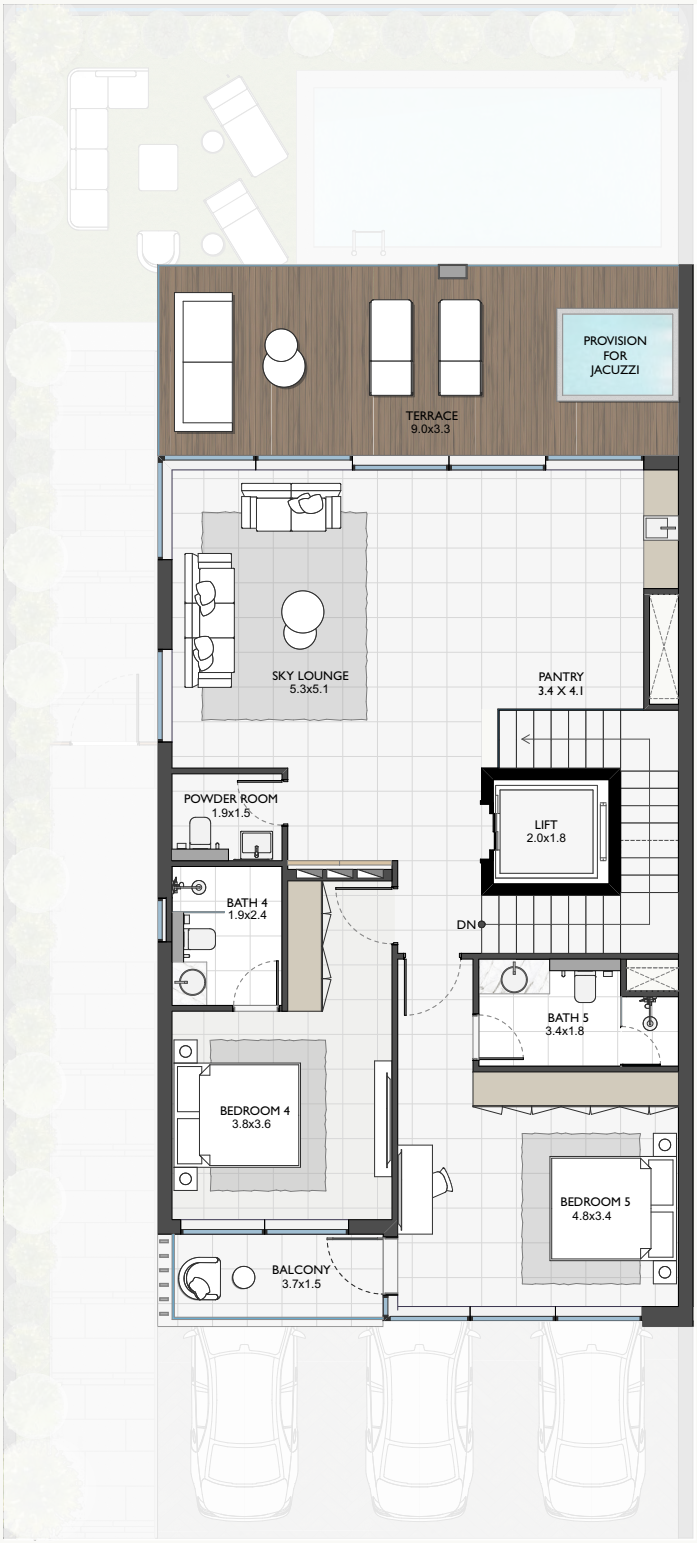 PROVISION
FOR
JACUZZI
TERRACE
9.0x3.3
SKY LOUNGE
5.3x5.1
PANTRY
3.4 X 4.1
POWDER ROOM
1.9x1.5
LIFT
2.0x1.8
BATH 4
1.9x2.4
DN
BATH 5
3.4x1.8
BEDROOM 4
3.8x3.6
BEDROOM 5
4.8x3.4
BALCONY
3.7x1.5